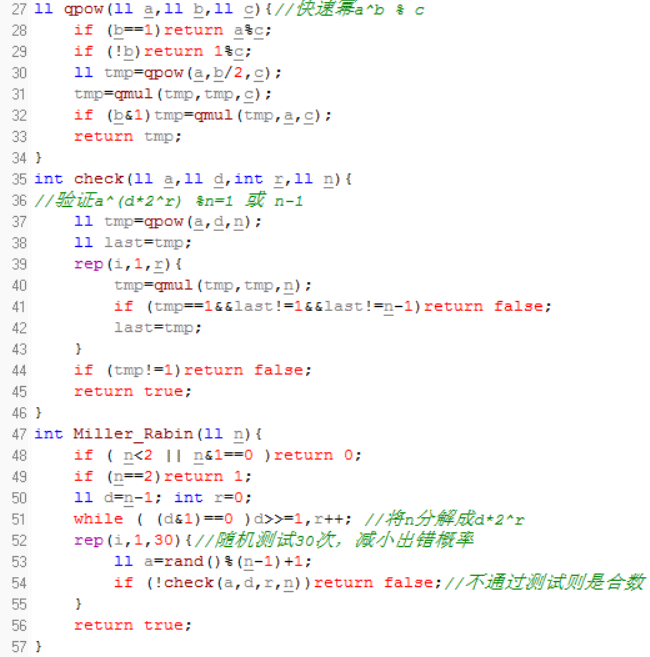 27 ll qpow(ll a,ll b,ll c){//快速幂a^b % c
28     if (b==1)return a%c;
29     if (!b)return 1%c;
30     ll tmp=qpow(a,b/2,c);
31     tmp=qmul(tmp,tmp,c);
32     if (b&1)tmp=qmul(tmp,a,c);
33     return tmp;
34 }
35 int check(ll a,ll d,int r,ll n){
36 //验证a^(d*2^r) %n=1 或 n-1
37     ll tmp=qpow(a,d,n);
38     ll last=tmp;
39     rep(i,1,r){
40         tmp=qmul(tmp,tmp,n);
41         if (tmp==1&&last!=1&&last!=n-1)return false;
42         last=tmp;
43     }
44     if (tmp!=1)return false;
45     return true;
46 }
47 int Miller_Rabin(ll n){
48     if ( n<2 || n&1==0 )return 0;
49     if (n==2)return 1;
50     ll d=n-1; int r=0;
51     while ( (d&1)==0 )d>>=1,r++; //将n分解成d*2^r
52     rep(i,1,30){//随机测试30次，减小出错概率
53         ll a=rand()%(n-1)+1;
54         if (!check(a,d,r,n))return false;//不通过测试则是合数
55     }
56     return true;
57 }